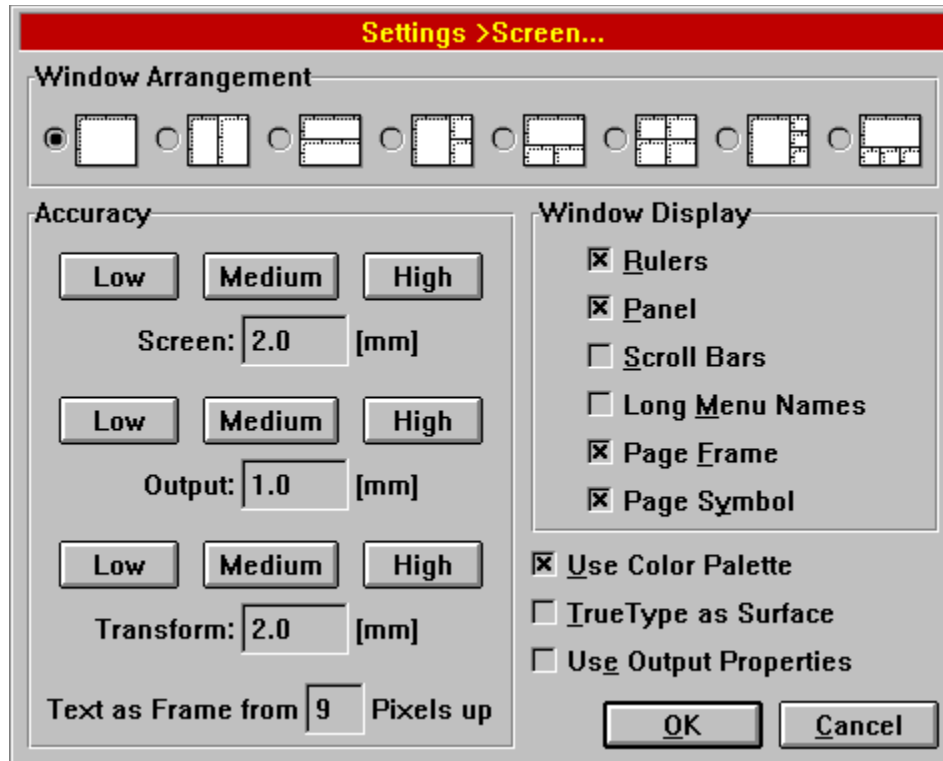 Settings >Screen...
Window Arrangement
Accuracy
Low Medium High
Screen: 2.0 [mm]
Low Medium High
Output: 1.0 [mm]
Low Medium High
Transform: 2.0 [mm]
Text as Frame from 9 Pixels up
Window Display
Rulers
Panel
Scroll Bars
Long Menu Names
Page Frame
Page Symbol
Use Color Palette
TrueType as Surface
Use Output Properties
OK Cancel